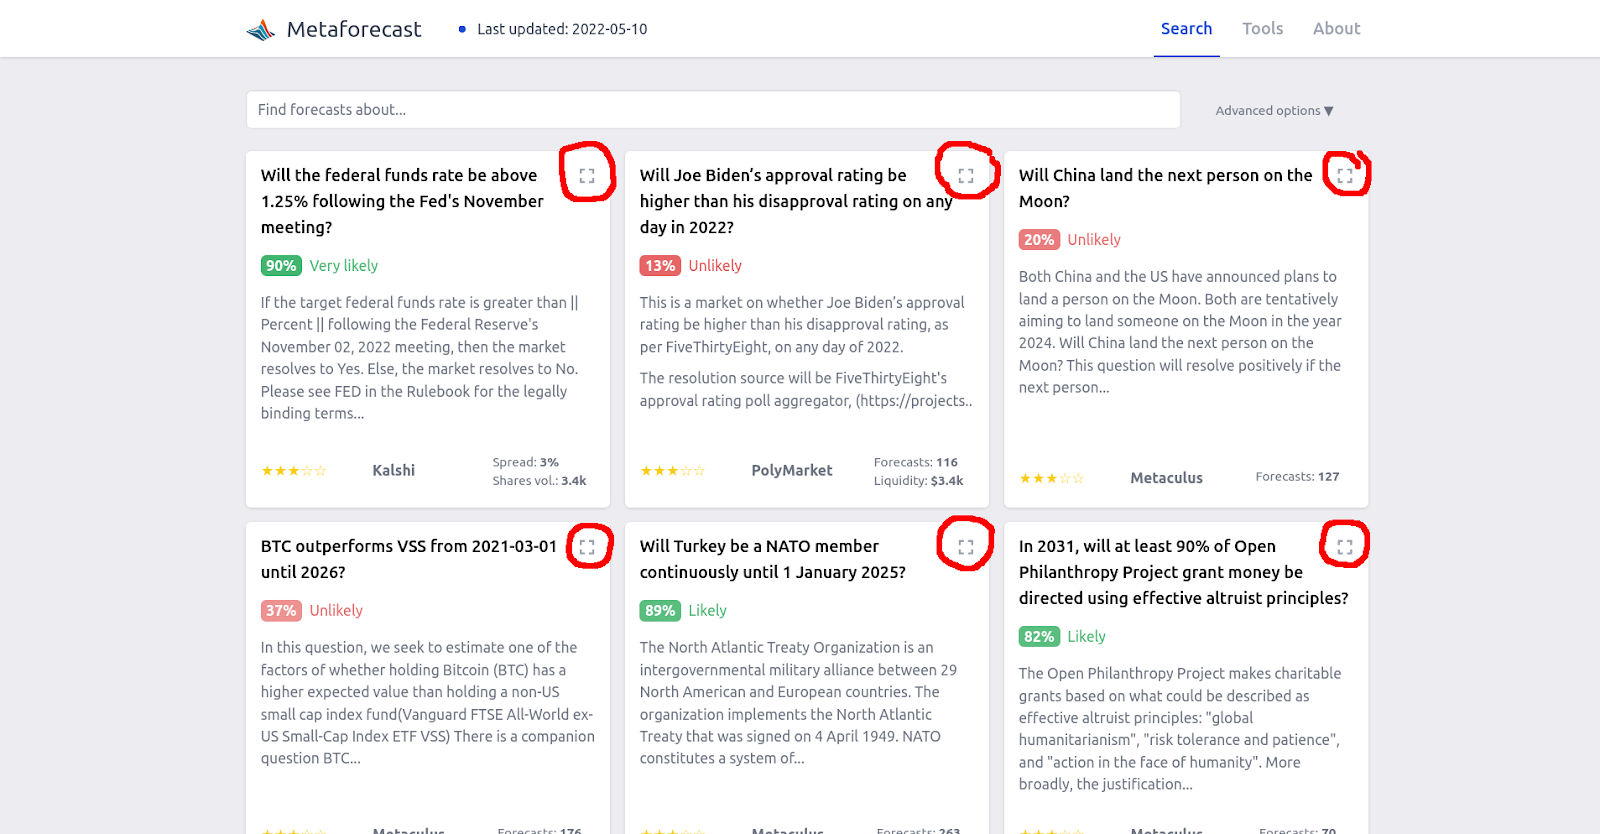 Metaforecast
Last updated: 2022-05-10
Search
Tools
About
Find forecasts about...
Advanced options ▼
Will the federal funds rate be above
1.25% following the Fed's November
meeting?
90% Very likely
If the target federal funds rate is greater than ||
Percent || following the Federal Reserve's
November 02, 2022 meeting, then the market
resolves to Yes. Else, the market resolves to No.
Please see FED in the Rulebook for the legally
binding terms...
★★★☆☆
Kalshi
Spread: 3%
Shares vol.: 3.4k
Will Joe Biden’s approval rating be
higher than his disapproval rating on any
day in 2022?
13% Unlikely
This is a market on whether Joe Biden’s approval
rating be higher than his disapproval rating, as
per FiveThirtyEight, on any day of 2022.
The resolution source will be FiveThirtyEight's
approval rating poll aggregator, (https://projects..
★★★☆☆
PolyMarket
Forecasts: 116
Liquidity: $3.4k
Will China land the next person on the
Moon?
20% Unlikely
Both China and the US have announced plans to
land a person on the Moon. Both are tentatively
aiming to land someone on the Moon in the year
2024. Will China land the next person on the
Moon? This question will resolve positively if the
next person...
★★★☆☆
Metaculus
Forecasts: 127
BTC outperforms VSS from 2021-03-01
until 2026?
37% Unlikely
In this question, we seek to estimate one of the
factors of whether holding Bitcoin (BTC) has a
higher expected value than holding a non-US
small cap index fund(Vanguard FTSE All-World ex-
US Small-Cap Index ETF VSS) There is a companion
question BTC...
Metaculus
Forecasts: 176
Will Turkey be a NATO member
continuously until 1 January 2025?
89% Likely
The North Atlantic Treaty Organization is an
intergovernmental military alliance between 29
North American and European countries. The
organization implements the North Atlantic
Treaty that was signed on 4 April 1949. NATO
constitutes a system of...
Metaculus
Forecasts: 263
In 2031, will at least 90% of Open
Philanthropy Project grant money be
directed using effective altruist principles?
82% Likely
The Open Philanthropy Project makes charitable
grants based on what could be described as
effective altruist principles: "global
humanitarianism", "risk tolerance and patience",
and "action in the face of humanity". More
broadly, the justification...
Metaculus
Forecasts: 70